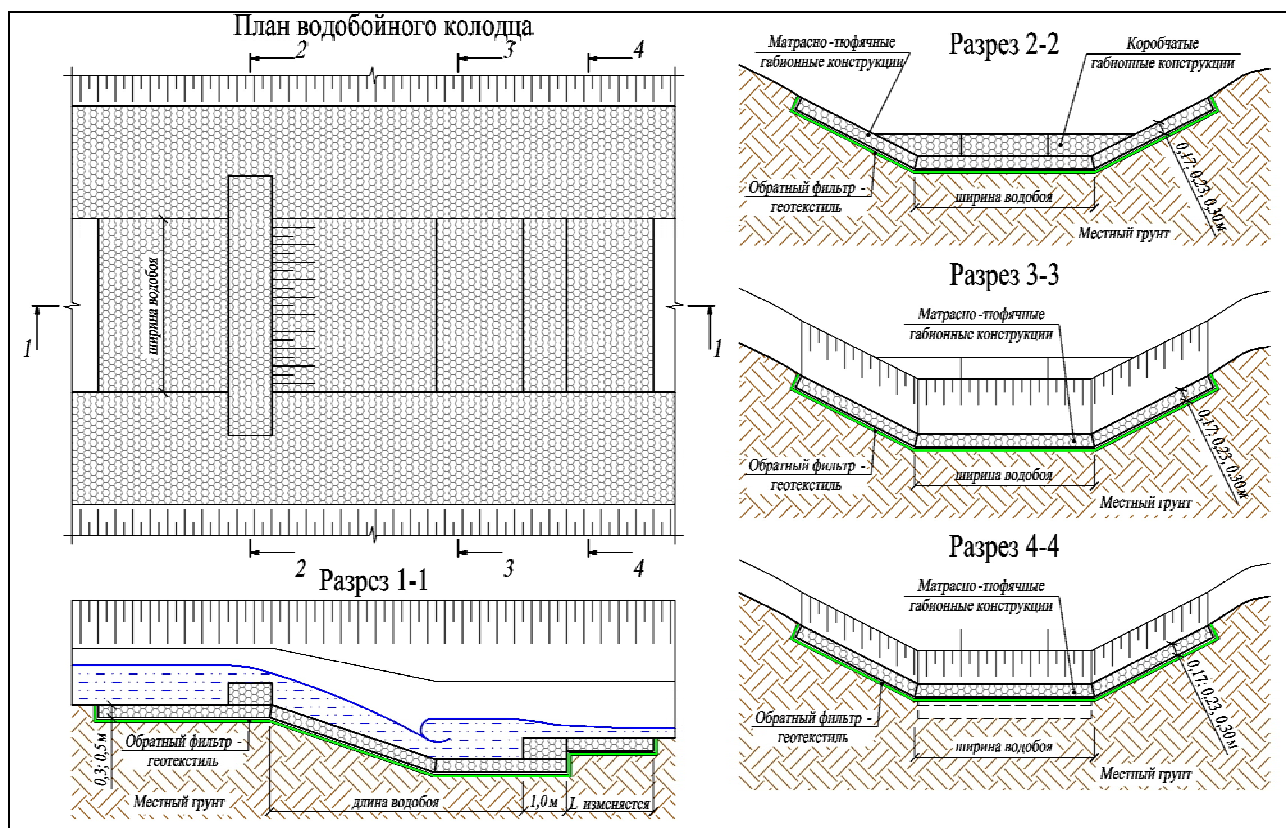 План водобойного колодца
2
3
4
ширина водобоя
1
1
2
3
4
Разрез 1-1
0,3; 0,5 м
Обратный фильтр -
геотекстиль
Местный грунт
длина водобоя
1,0 м
L изменяется
Разрез 2-2
Матрасно -тюфячные
габионные конструкции
Коробчатые
габионные конструкции
Обратный фильтр -
геотекстиль
ширина водобоя
0,17; 0,23; 0,30 м
Местный грунт
Разрез 3-3
Матрасно -тюфячные
габионные конструкции
Обратный фильтр -
геотекстиль
ширина водобоя
0,17; 0,23; 0,30 м
Местный грунт
Разрез 4-4
Матрасно -тюфячные
габионные конструкции
Обратный фильтр -
геотекстиль
ширина водобоя
0,17; 0,23; 0,30 м
Местный грунт